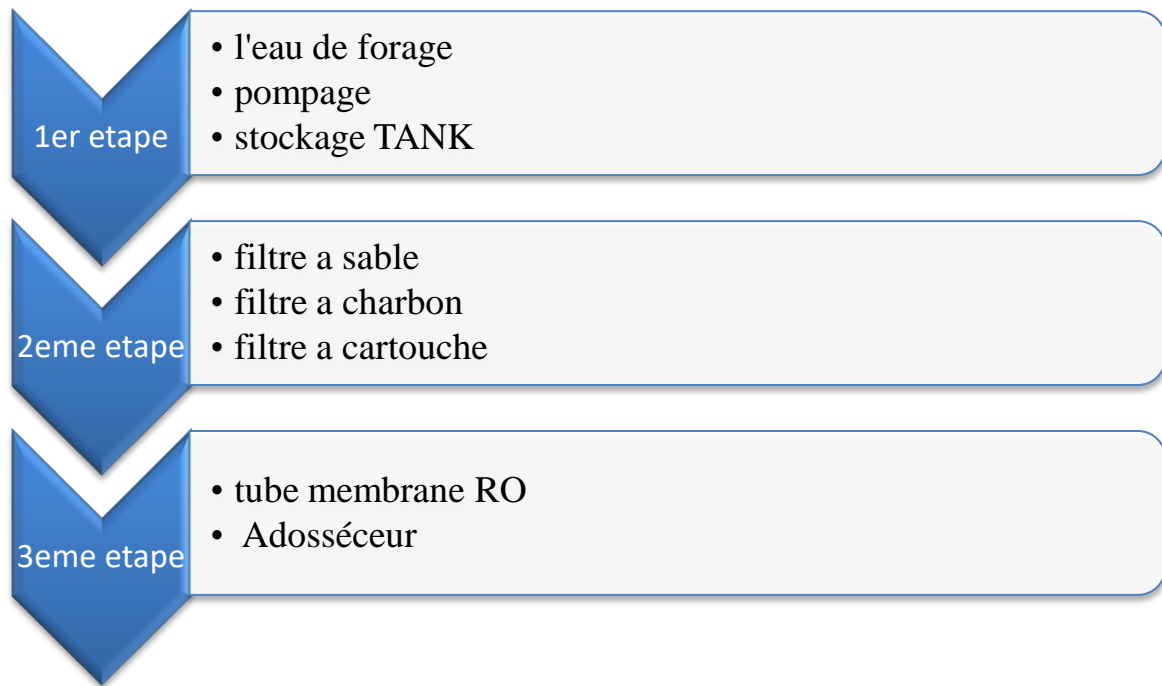 1er etape
• l'eau de forage
• pompage
• stockage TANK
2eme etape
• filtre a sable
• filtre a charbon
• filtre a cartouche
3eme etape
• tube membrane RO
• Adosséceur